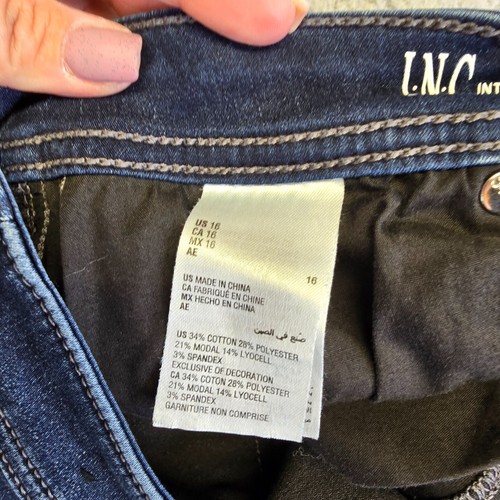 I.N.C INT
US 16
CA 16
MX 16
AE
16
US MADE IN CHINA
CA FABRIQUÉ EN CHINE
MX HECHO EN CHINA
AE
صنع في الصين
US 34% COTTON 28% POLYESTER
21% MODAL 14% LYOCELL
3% SPANDEX
EXCLUSIVE OF DECORATION
CA 34% COTON 28% POLYESTER
21% MODAL 14% LYOCELL
3% SPANDEX
GARNITURE NON COMPRISE